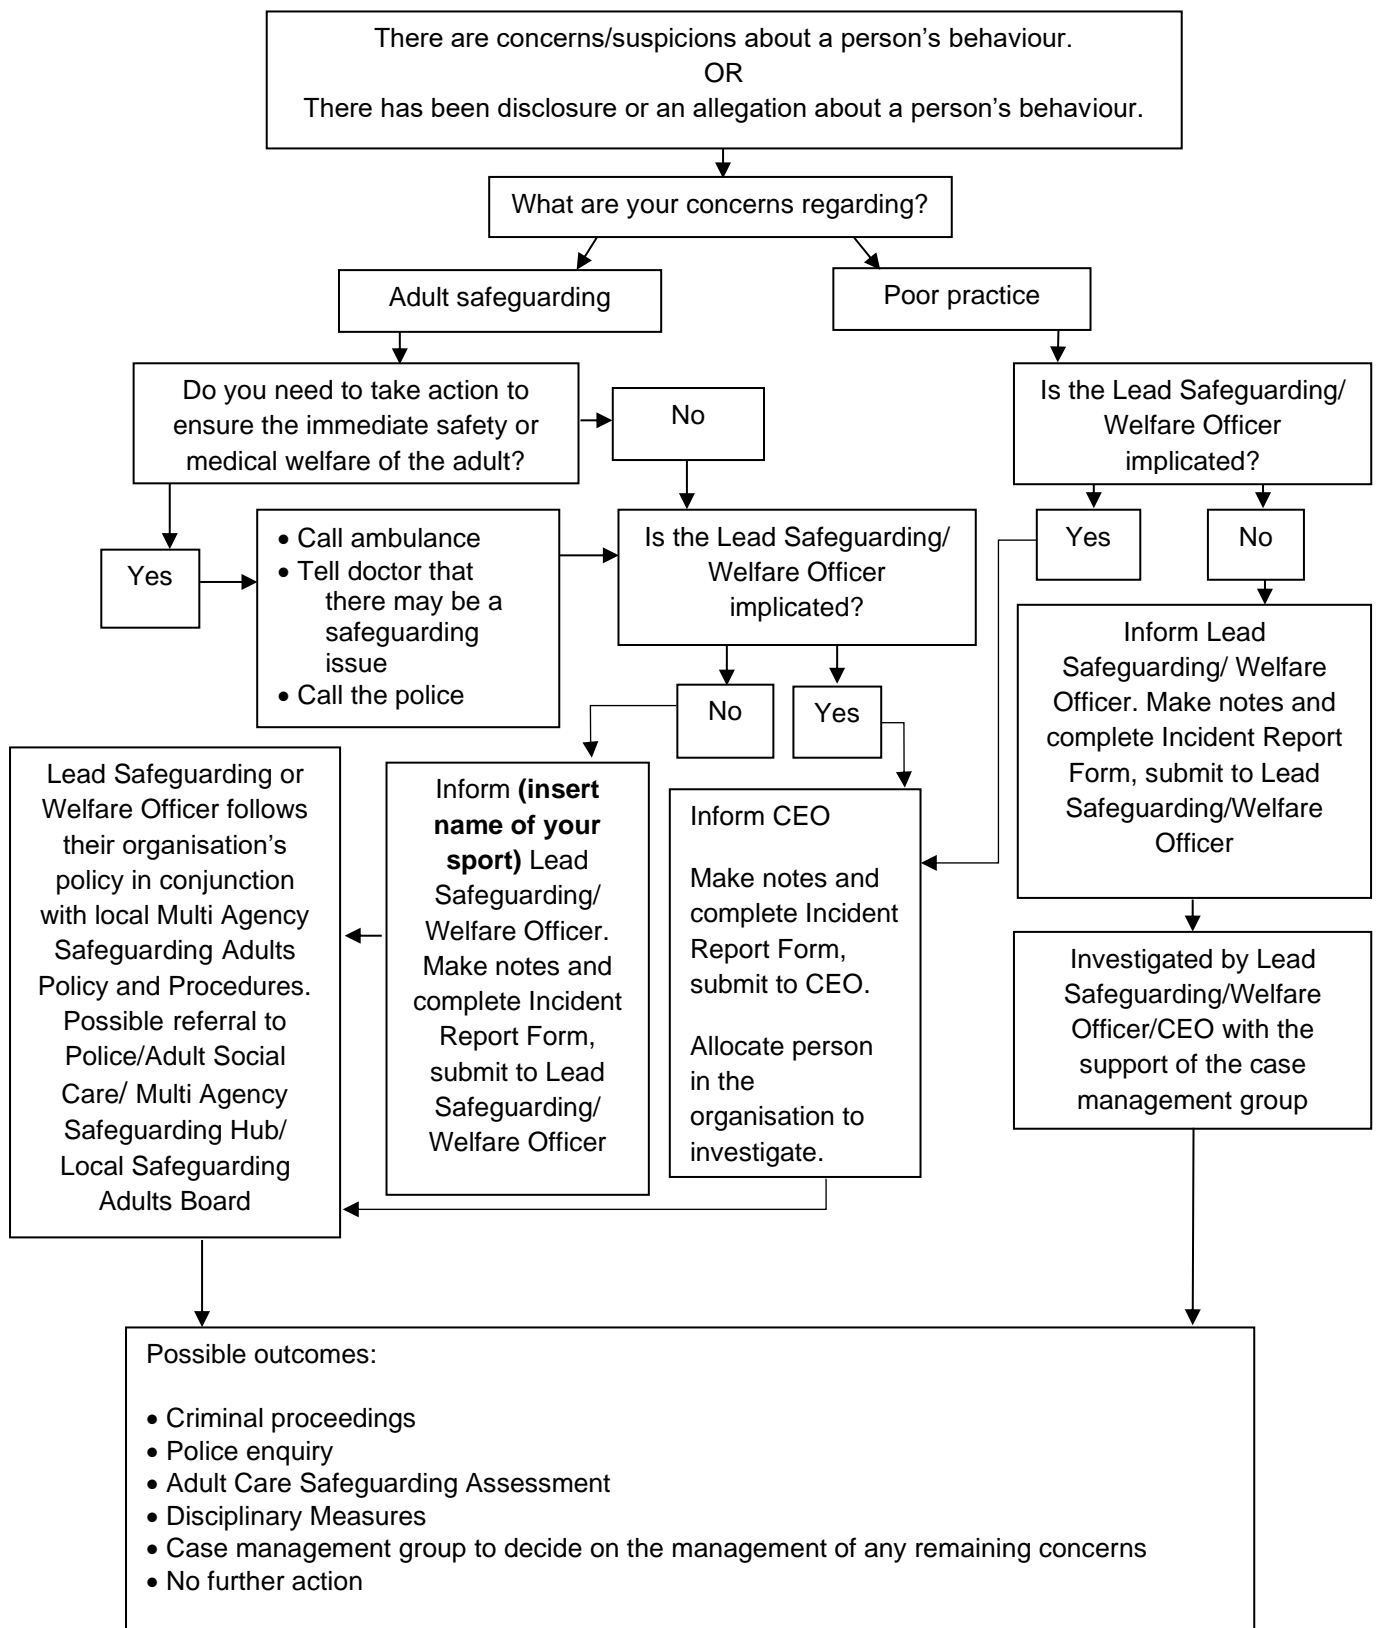 There are concerns/suspicions about a person’s behaviour.
OR
There has been disclosure or an allegation about a person’s behaviour.
What are your concerns regarding?
Adult safeguarding
Poor practice
Do you need to take action to
ensure the immediate safety or
medical welfare of the adult?
No
Is the Lead Safeguarding/
Welfare Officer
implicated?
Yes
• Call ambulance
• Tell doctor that
there may be a
safeguarding
issue
• Call the police
Is the Lead Safeguarding/
Welfare Officer
implicated?
Yes
No
No
Yes
Inform Lead
Safeguarding/ Welfare
Officer. Make notes and
complete Incident Report
Form, submit to Lead
Safeguarding/Welfare
Officer
Lead Safeguarding or
Welfare Officer follows
their organisation’s
policy in conjunction
with local Multi Agency
Safeguarding Adults
Policy and Procedures.
Possible referral to
Police/Adult Social
Care/ Multi Agency
Safeguarding Hub/
Local Safeguarding
Adults Board
Inform (insert
name of your
sport) Lead
Safeguarding/
Welfare Officer.
Make notes and
complete Incident
Report Form,
submit to Lead
Safeguarding/
Welfare Officer
Inform CEO
Make notes and
complete Incident
Report Form,
submit to CEO.
Allocate person
in the
organisation to
investigate.
Investigated by Lead
Safeguarding/Welfare
Officer/CEO with the
support of the case
management group
Possible outcomes:
• Criminal proceedings
• Police enquiry
• Adult Care Safeguarding Assessment
• Disciplinary Measures
• Case management group to decide on the management of any remaining concerns
• No further action